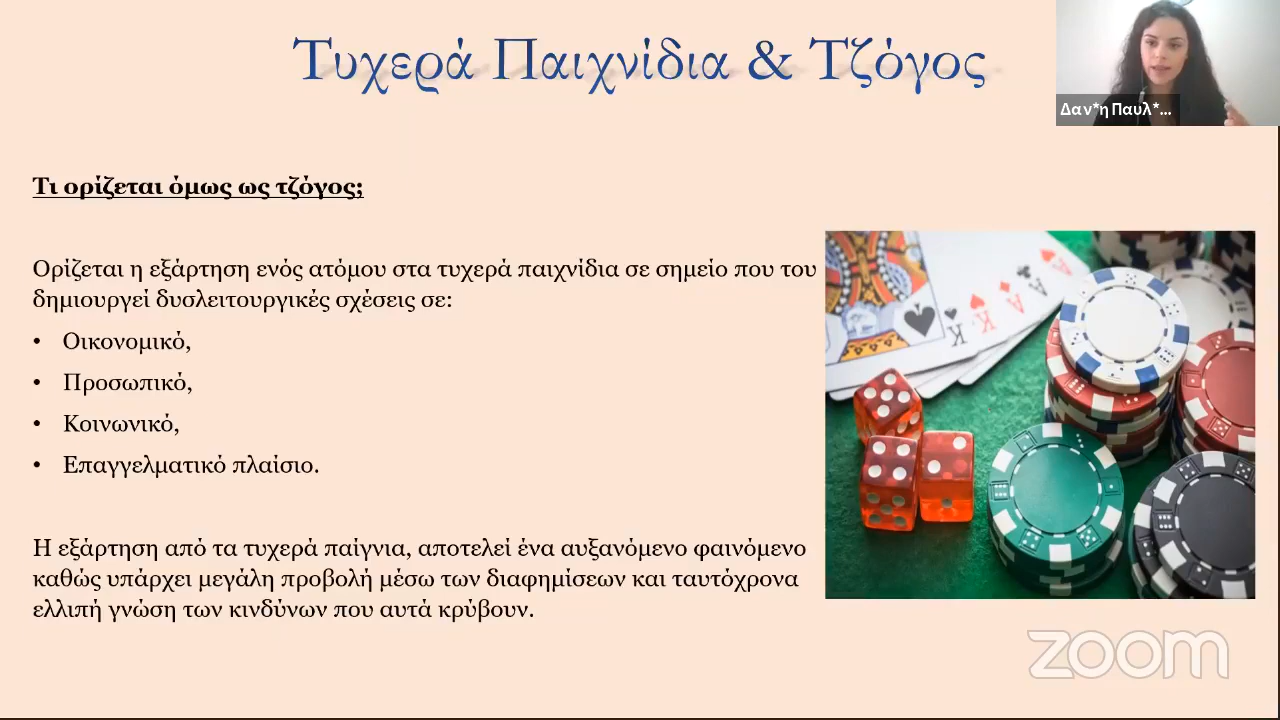 Τυχερά Παιχνίδια & Τζόγος
Δαν*η Παυλ*...
Τι ορίζεται όμως ως τζόγος;
Ορίζεται η εξάρτηση ενός ατόμου στα τυχερά παιχνίδια σε σημείο που του
δημιουργεί δυσλειτουργικές σχέσεις σε:
• Οικονομικό,
• Προσωπικό,
• Κοινωνικό,
• Επαγγελματικό πλαίσιο.
Η εξάρτηση από τα τυχερά παίγνια, αποτελεί ένα αυξανόμενο φαινόμενο
καθώς υπάρχει μεγάλη προβολή μέσω των διαφημίσεων και ταυτόχρονα
ελλιπή γνώση των κινδύνων που αυτά κρύβουν.
K
K
A
A
zoom